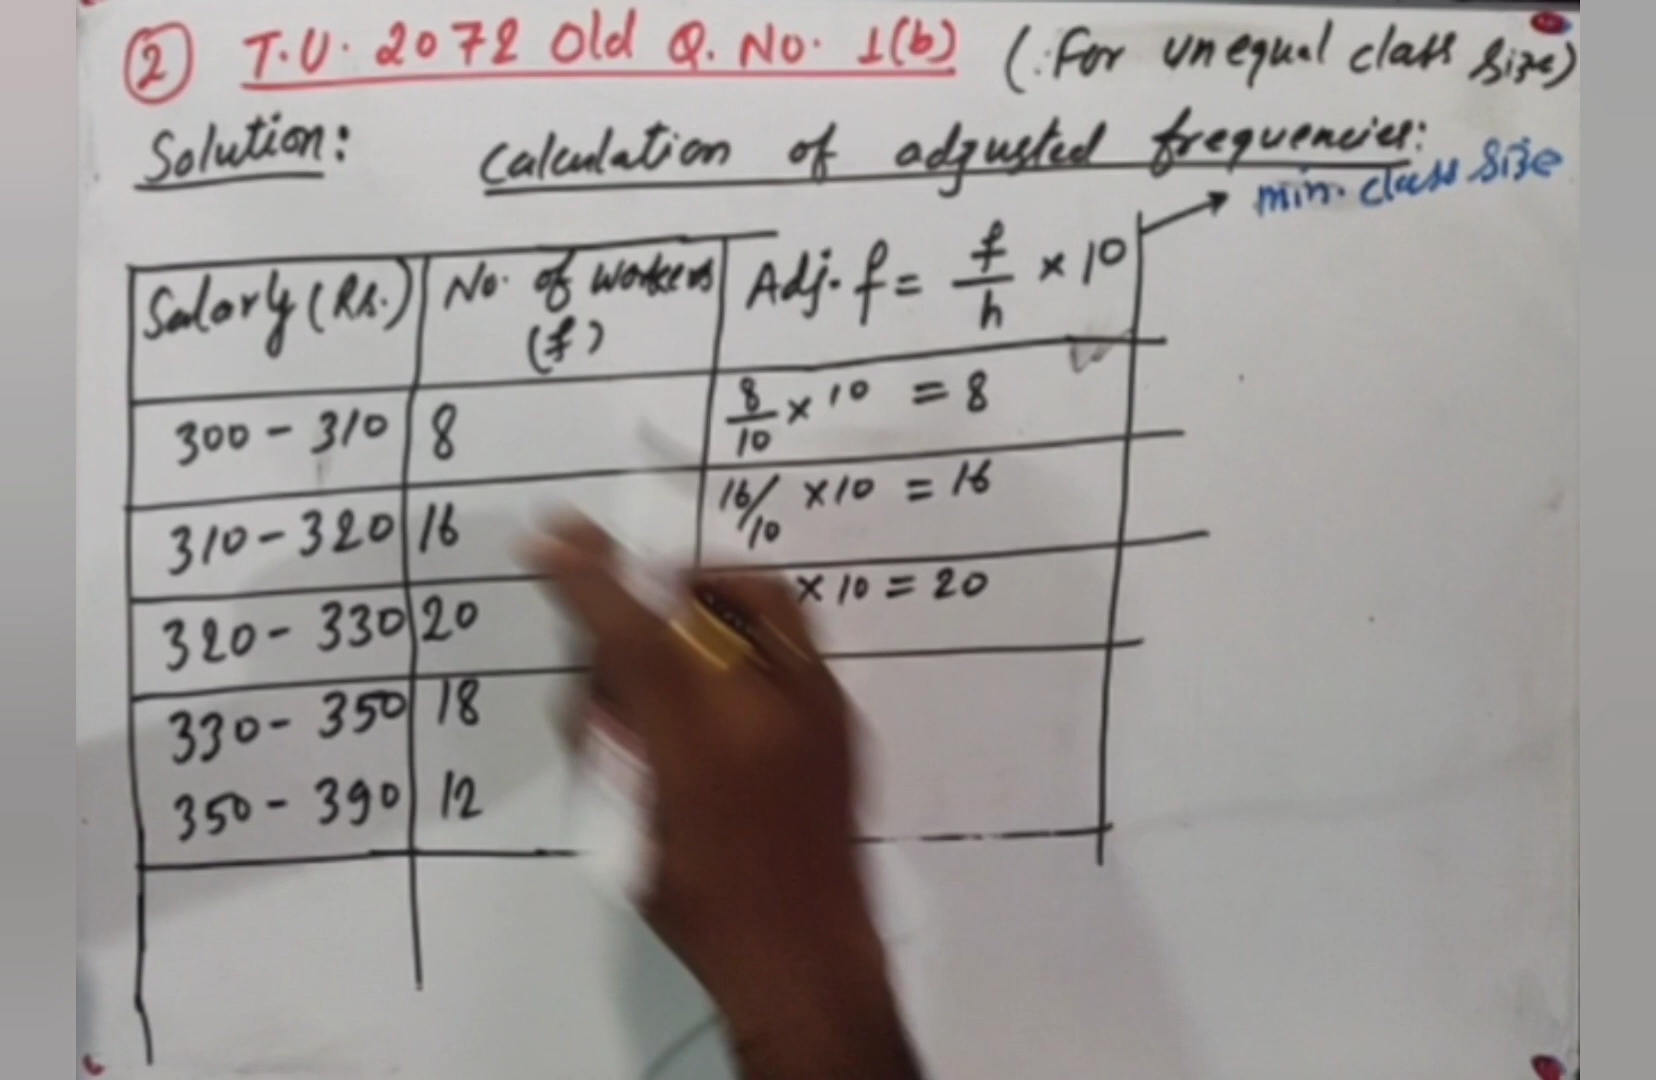 ② T.U. 2072 Old Q. No. 1(b) (For unequal class size)
Solution: Calculation of adjusted frequencies:
min. class size
Salary (Rs.) No. of workers (f) Adj. f = f/h × 10
300 - 310 8 8/10 × 10 = 8
310 - 320 16 16/10 × 10 = 16
320 - 330 20 × 10 = 20
330 - 350 18
350 - 390 12